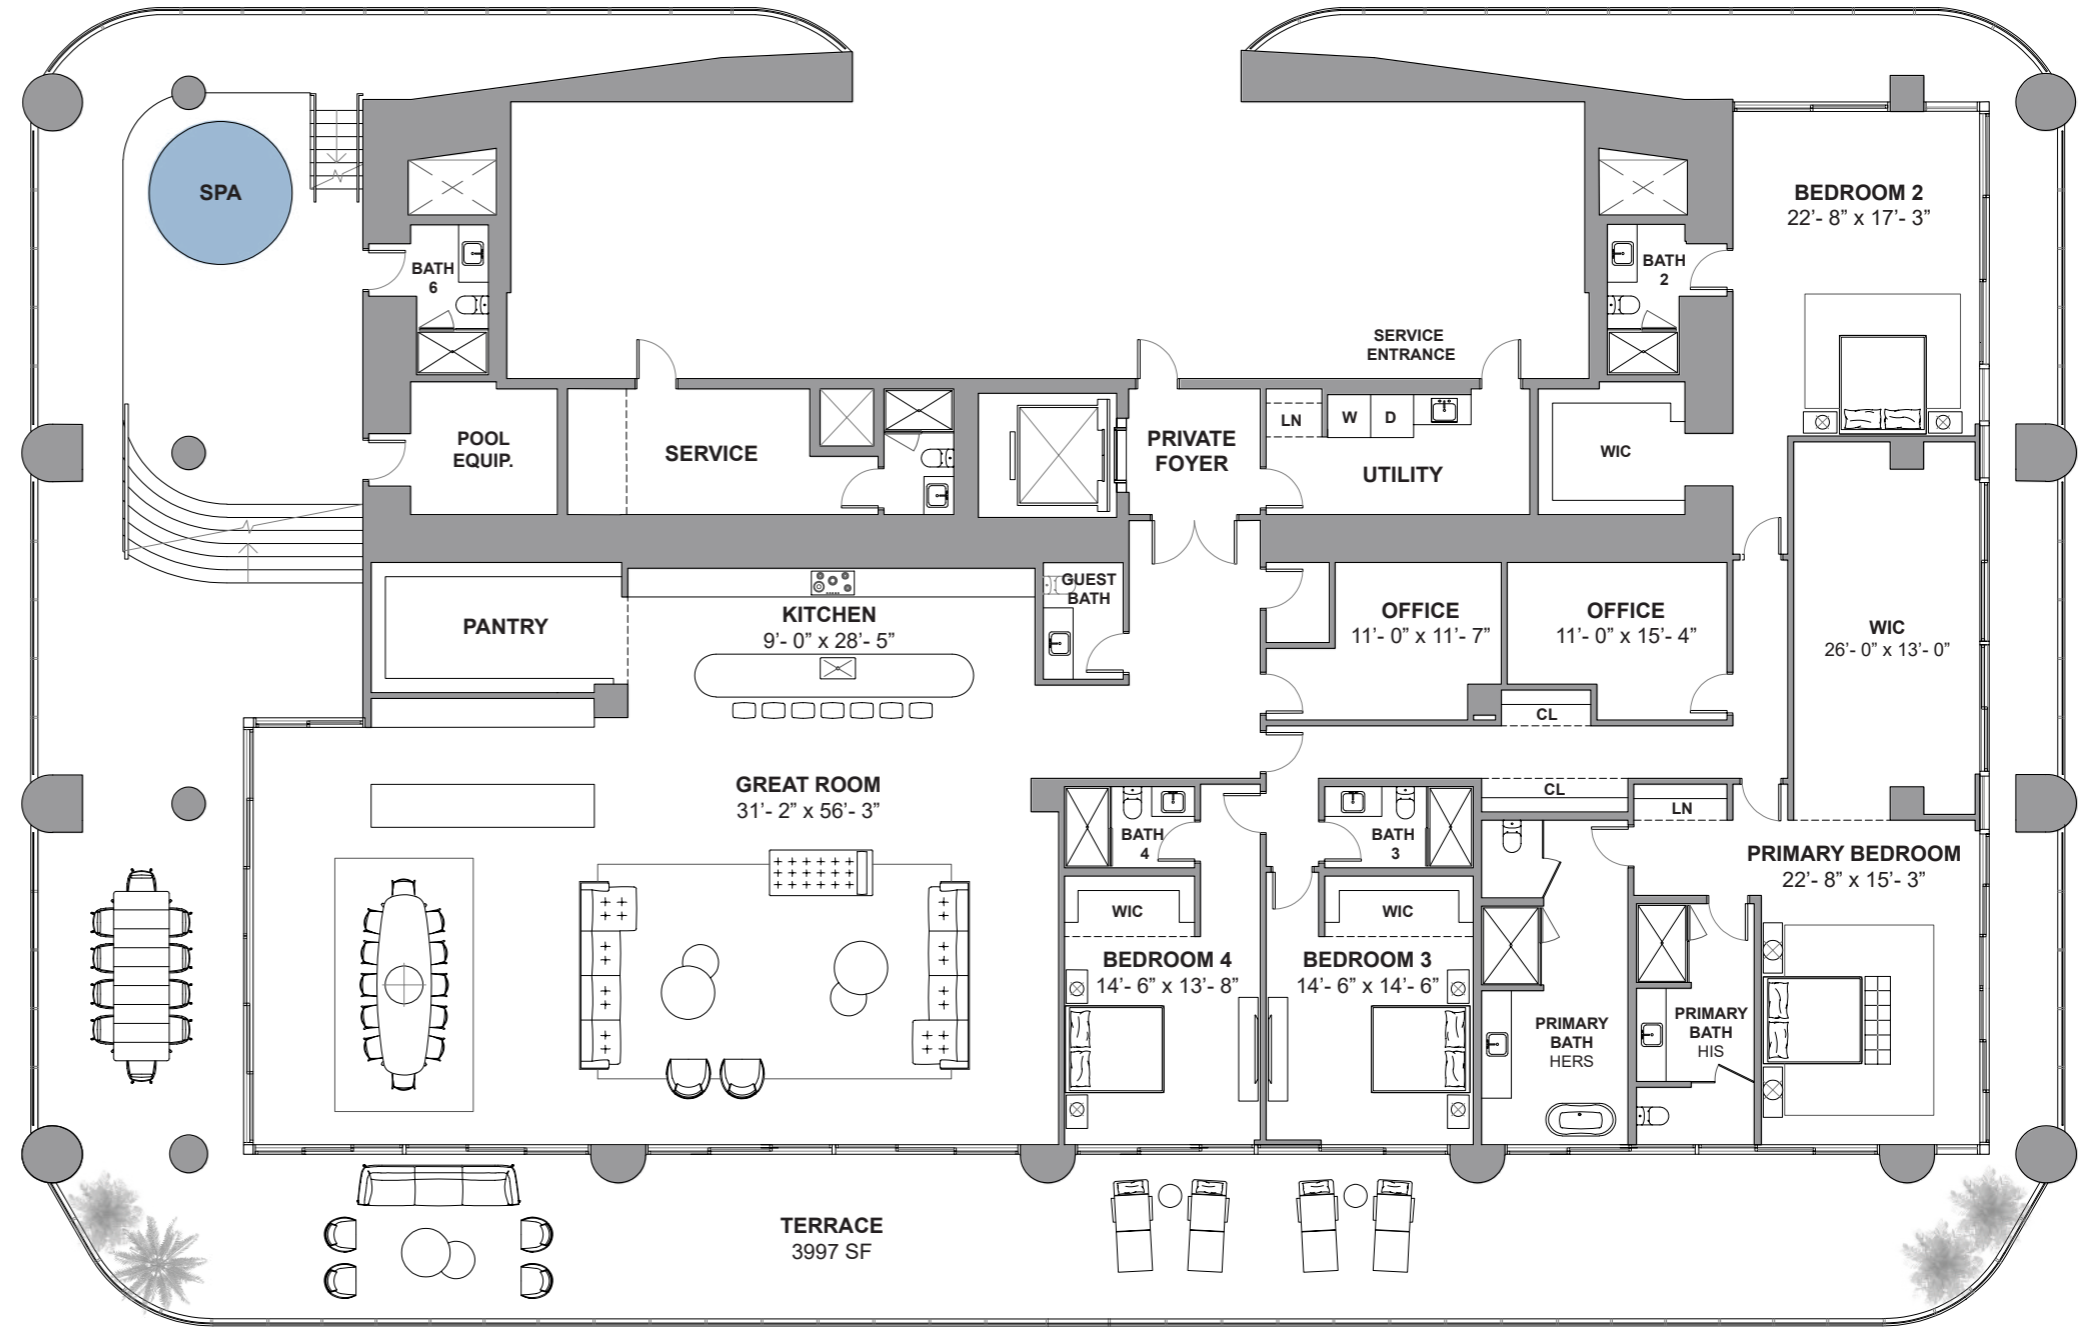 SPA
BATH
6
BATH
2
BEDROOM 2
22’- 8” x 17’- 3”
SERVICE
ENTRANCE
POOL
EQUIP.
SERVICE
PRIVATE
FOYER
LN
W
D
UTILITY
WIC
PANTRY
KITCHEN
9’- 0” x 28’- 5”
GUEST
BATH
OFFICE
11’- 0” x 11’- 7”
OFFICE
11’- 0” x 15’- 4”
WIC
26’- 0” x 13’- 0”
CL
GREAT ROOM
31’- 2” x 56’- 3”
CL
LN
BATH
4
BATH
3
PRIMARY BEDROOM
22’- 8” x 15’- 3”
WIC
WIC
BEDROOM 4
14’- 6” x 13’- 8”
BEDROOM 3
14’- 6” x 14’- 6”
PRIMARY
BATH
HERS
PRIMARY
BATH
HIS
TERRACE
3997 SF